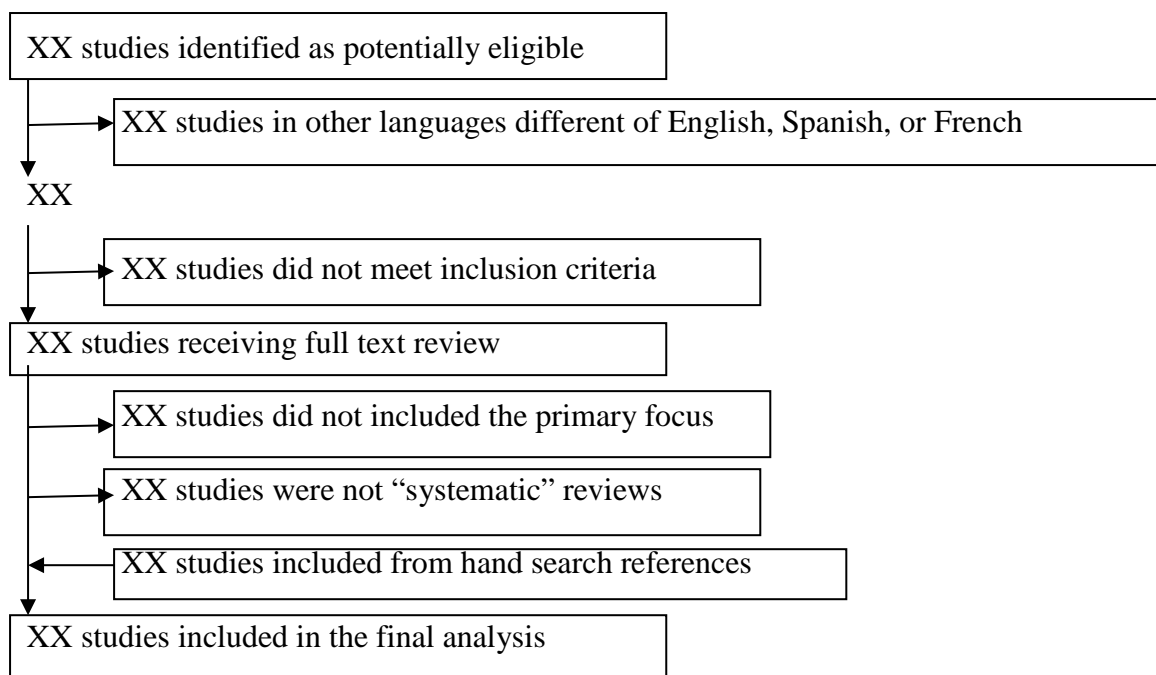 XX studies identified as potentially eligible
XX studies in other languages different of English, Spanish, or French
XX
XX studies did not meet inclusion criteria
XX studies receiving full text review
XX studies did not included the primary focus
XX studies were not “systematic” reviews
XX studies included from hand search references
XX studies included in the final analysis